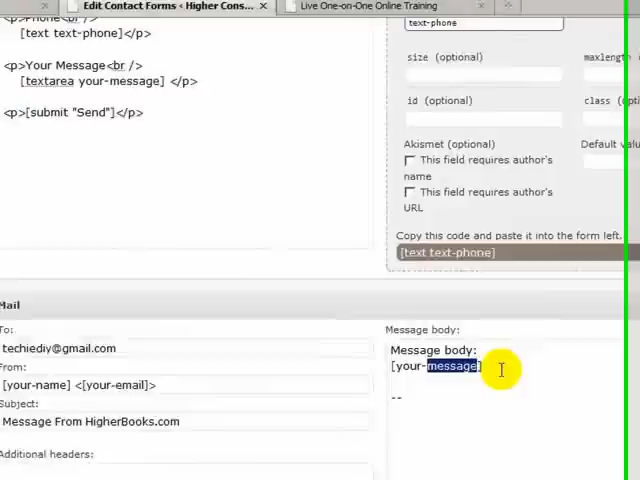 Edit Contact Forms ‹ Higher Cons...
Live One-on-One Online Training
<p>Phone<br />
[text text-phone]</p>
<p>Your Message<br />
[textarea your-message] </p>
<p>[submit "Send"]</p>
text-phone
size (optional)
maxlength
id (optional)
class (optional)
Akismet (optional)
Default
This field requires author's
name
This field requires author's
URL
Copy this code and paste it into the form left.
[text text-phone]
Mail
To:
techiediy@gmail.com
From:
[your-name] <[your-email]>
Subject:
Message From HigherBooks.com
Additional headers:
Message body:
Message body:
[your-message]
--